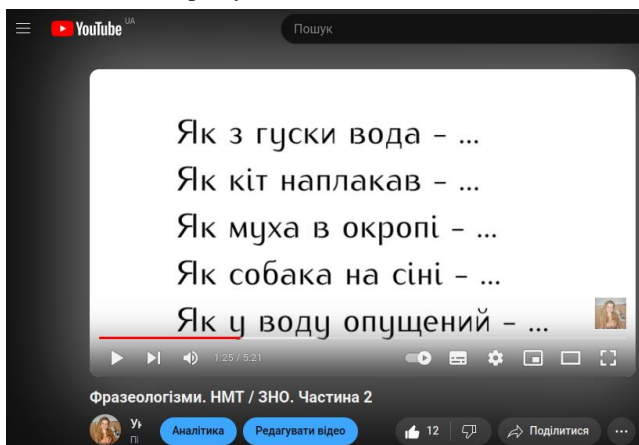 YouTube UA
Пошук
Як з гуски вода – ...
Як кіт наплакав – ...
Як муха в окропі – ...
Як собака на сіні – ...
Як у воду опущений – ...
1:25 / 5:21
Фразеологізми. НМТ / ЗНО. Частина 2
Аналітика Редагувати відео 12 Поділитися ...